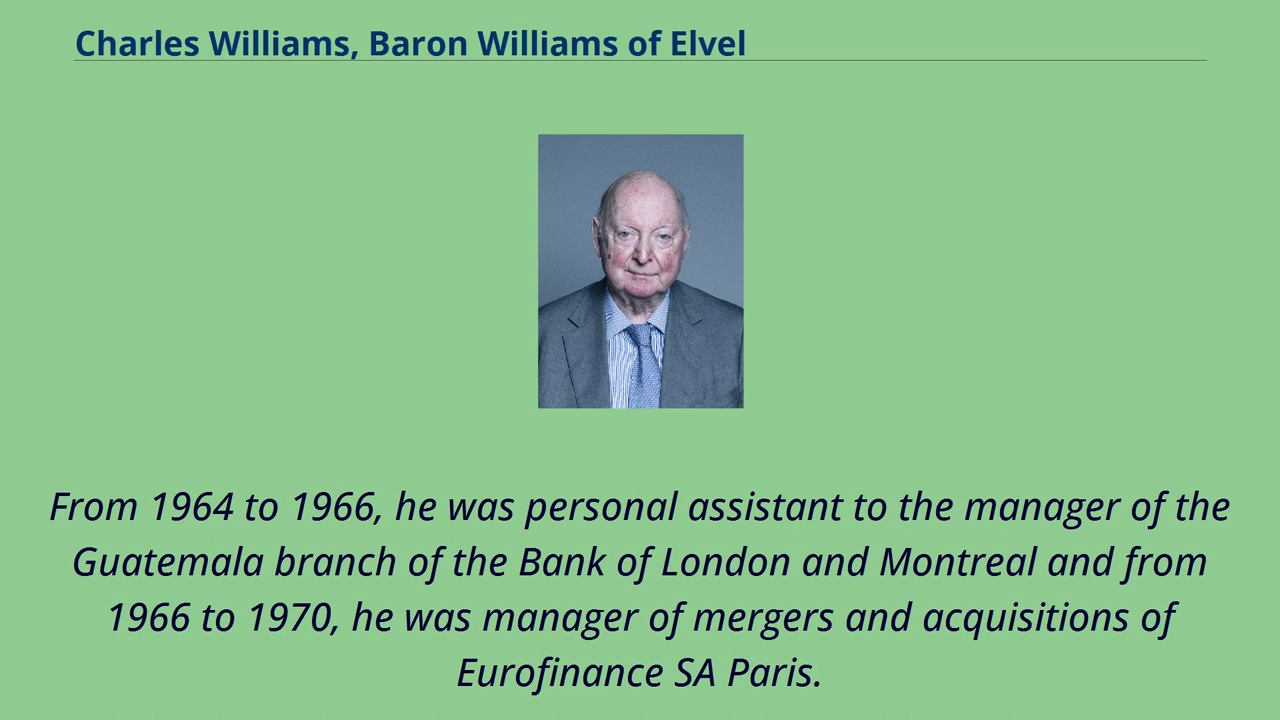 Charles Williams, Baron Williams of Elvel
From 1964 to 1966, he was personal assistant to the manager of the
Guatemala branch of the Bank of London and Montreal and from
1966 to 1970, he was manager of mergers and acquisitions of
Eurofinance SA Paris.